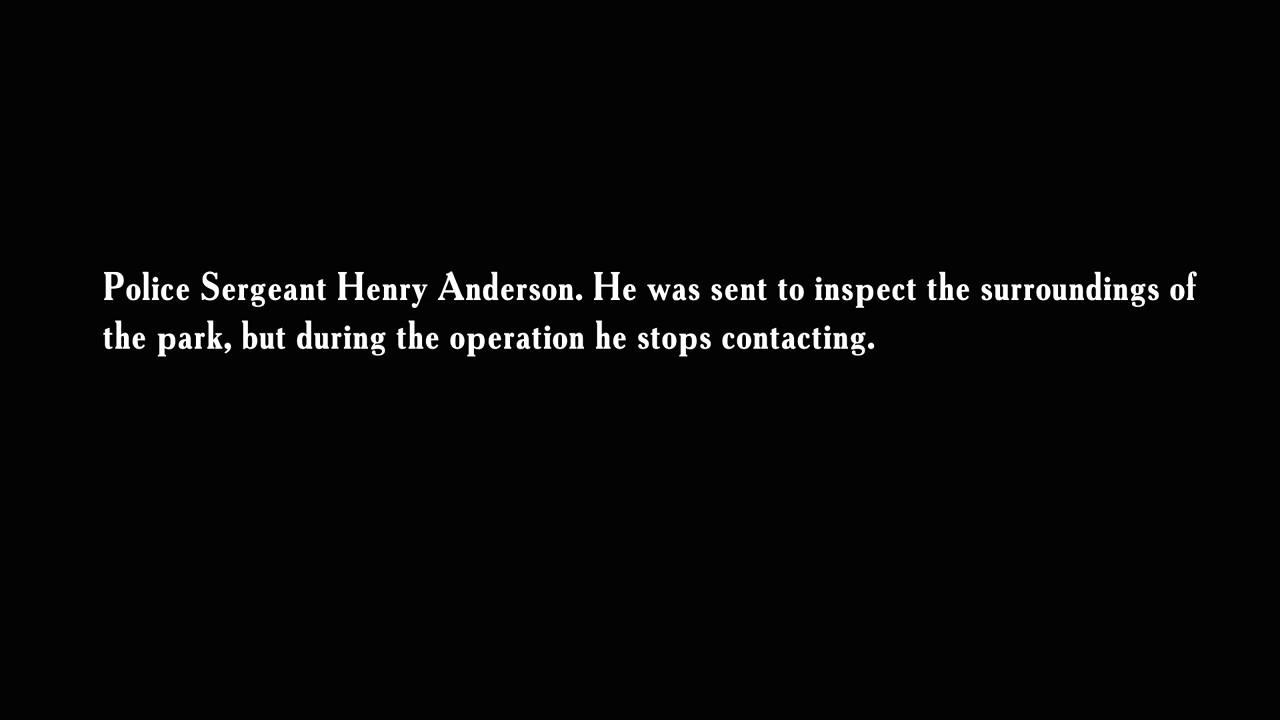 Police Sergeant Henry Anderson. He was sent to inspect the surroundings of
the park, but during the operation he stops contacting.